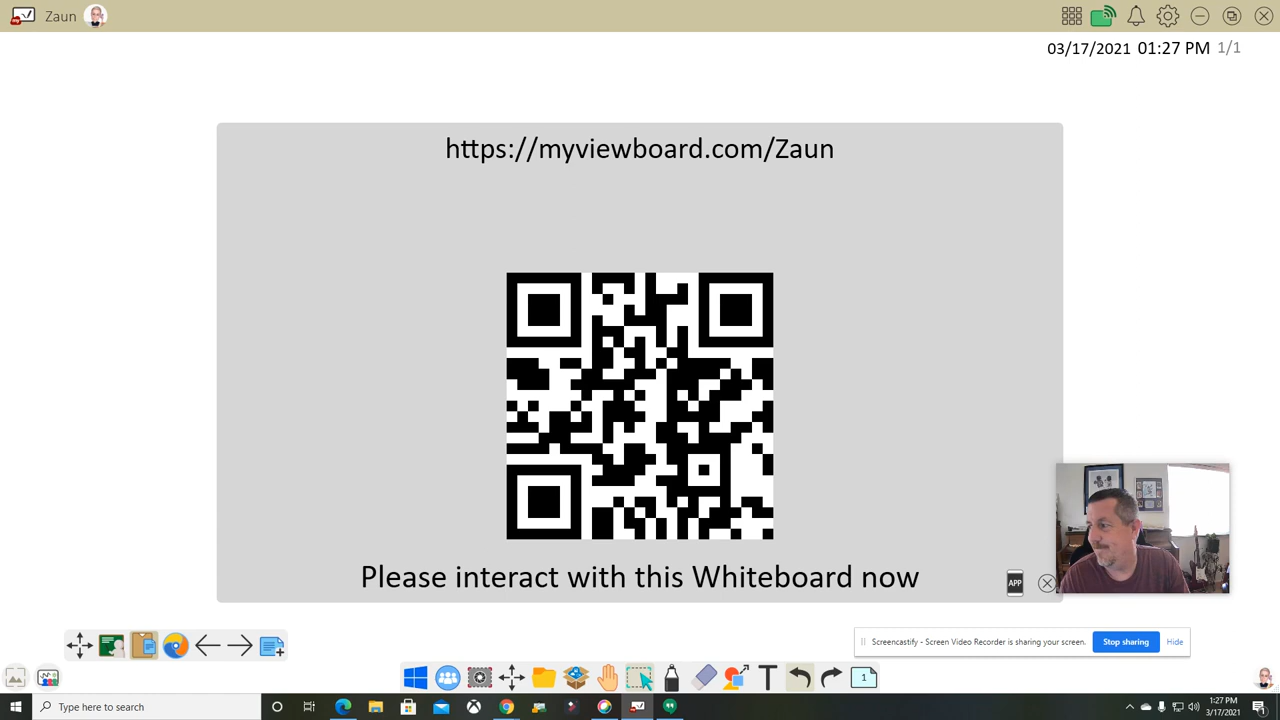 Zaun
03/17/2021 01:27 PM 1/1
https://myviewboard.com/Zaun
Please interact with this Whiteboard now
APP
Screencastify - Screen Video Recorder is sharing your screen.
Stop sharing
Hide
T
1
Type here to search
1:27 PM
3/17/2021